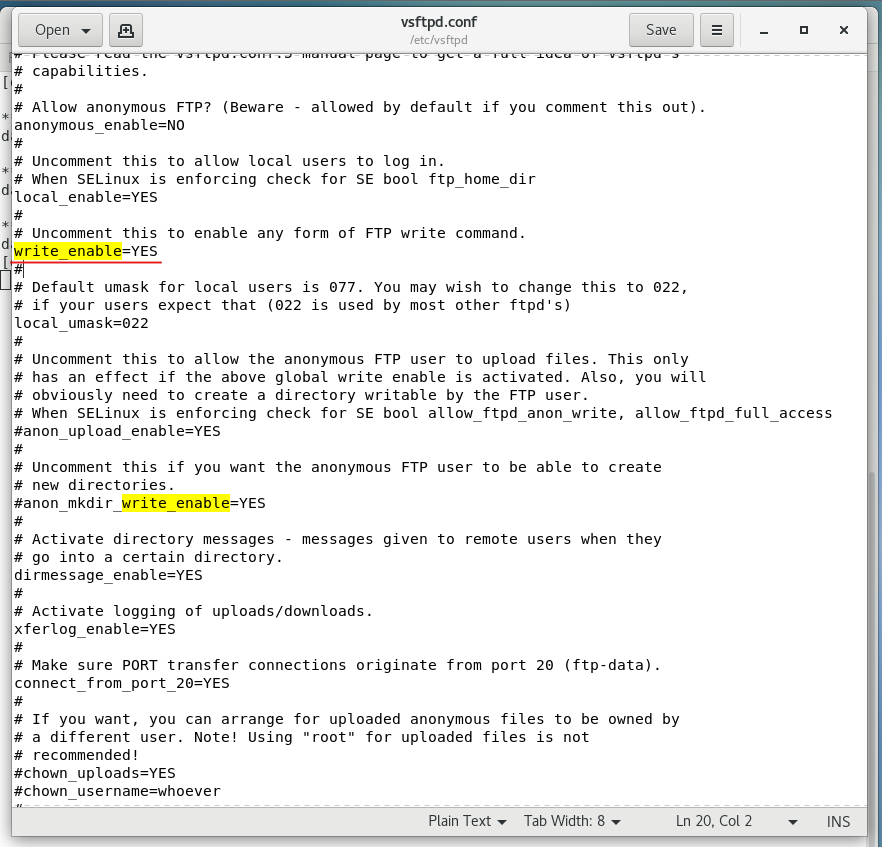 Open
vsftpd.conf
/etc/vsftpd
Save
# Please read the vsftpd.conf.5 manual page to get a full idea of vsftpd's
# capabilities.
#
# Allow anonymous FTP? (Beware - allowed by default if you comment this out).
anonymous_enable=NO
#
# Uncomment this to allow local users to log in.
# When SELinux is enforcing check for SE bool ftp_home_dir
local_enable=YES
#
# Uncomment this to enable any form of FTP write command.
write_enable=YES
#
# Default umask for local users is 077. You may wish to change this to 022,
# if your users expect that (022 is used by most other ftpd's)
local_umask=022
#
# Uncomment this to allow the anonymous FTP user to upload files. This only
# has an effect if the above global write enable is activated. Also, you will
# obviously need to create a directory writable by the FTP user.
# When SELinux is enforcing check for SE bool allow_ftpd_anon_write, allow_ftpd_full_access
#anon_upload_enable=YES
#
# Uncomment this if you want the anonymous FTP user to be able to create
# new directories.
#anon_mkdir_write_enable=YES
#
# Activate directory messages - messages given to remote users when they
# go into a certain directory.
dirmessage_enable=YES
#
# Activate logging of uploads/downloads.
xferlog_enable=YES
#
# Make sure PORT transfer connections originate from port 20 (ftp-data).
connect_from_port_20=YES
#
# If you want, you can arrange for uploaded anonymous files to be owned by
# a different user. Note! Using "root" for uploaded files is not
# recommended!
#chown_uploads=YES
#chown_username=whoever
#
Plain Text
Tab Width: 8
Ln 20, Col 2
INS